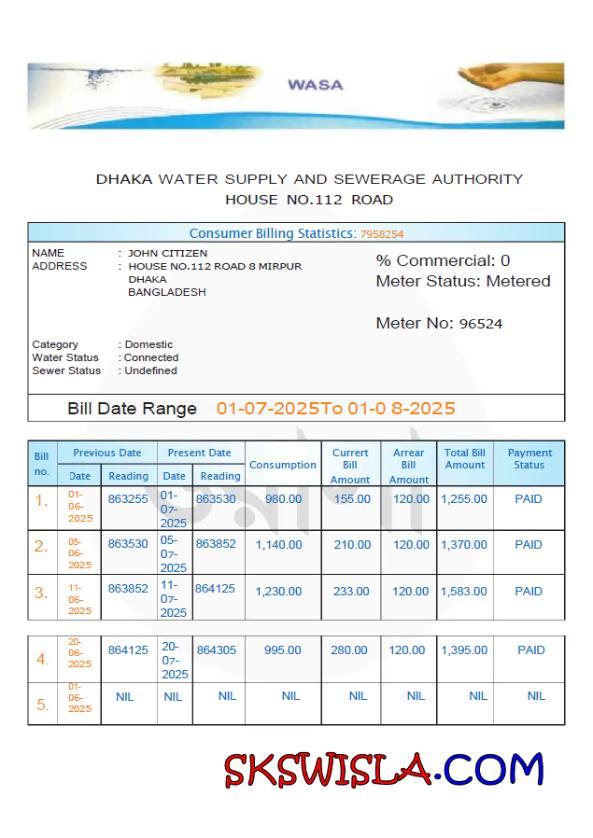 WASA
DHAKA WATER SUPPLY AND SEWERAGE AUTHORITY
HOUSE NO.112 ROAD
Consumer Billing Statistics: 7958254
NAME : JOHN CITIZEN
ADDRESS : HOUSE NO.112 ROAD 8 MIRPUR
DHAKA
BANGLADESH
% Commercial: 0
Meter Status: Metered
Meter No: 96524
Category : Domestic
Water Status : Connected
Sewer Status : Undefined
Bill Date Range 01-07-2025To 01-0 8-2025
Bill no. Previous Date Present Date Consumption Currert Bill Amount Arrear Bill Amount Total Bill Amount Payment Status
Date Reading Date Reading
1. 01-06-2025 863255 01-07-2025 863530 980.00 155.00 120.00 1,255.00 PAID
2. 05-06-2025 863530 05-07-2025 863852 1,140.00 210.00 120.00 1,370.00 PAID
3. 11-06-2025 863852 11-07-2025 864125 1,230.00 233.00 120.00 1,583.00 PAID
4. 20-06-2025 864125 20-07-2025 864305 995.00 280.00 120.00 1,395.00 PAID
5. 01-06-2025 NIL NIL NIL NIL NIL NIL NIL NIL
SKSWISLA.COM